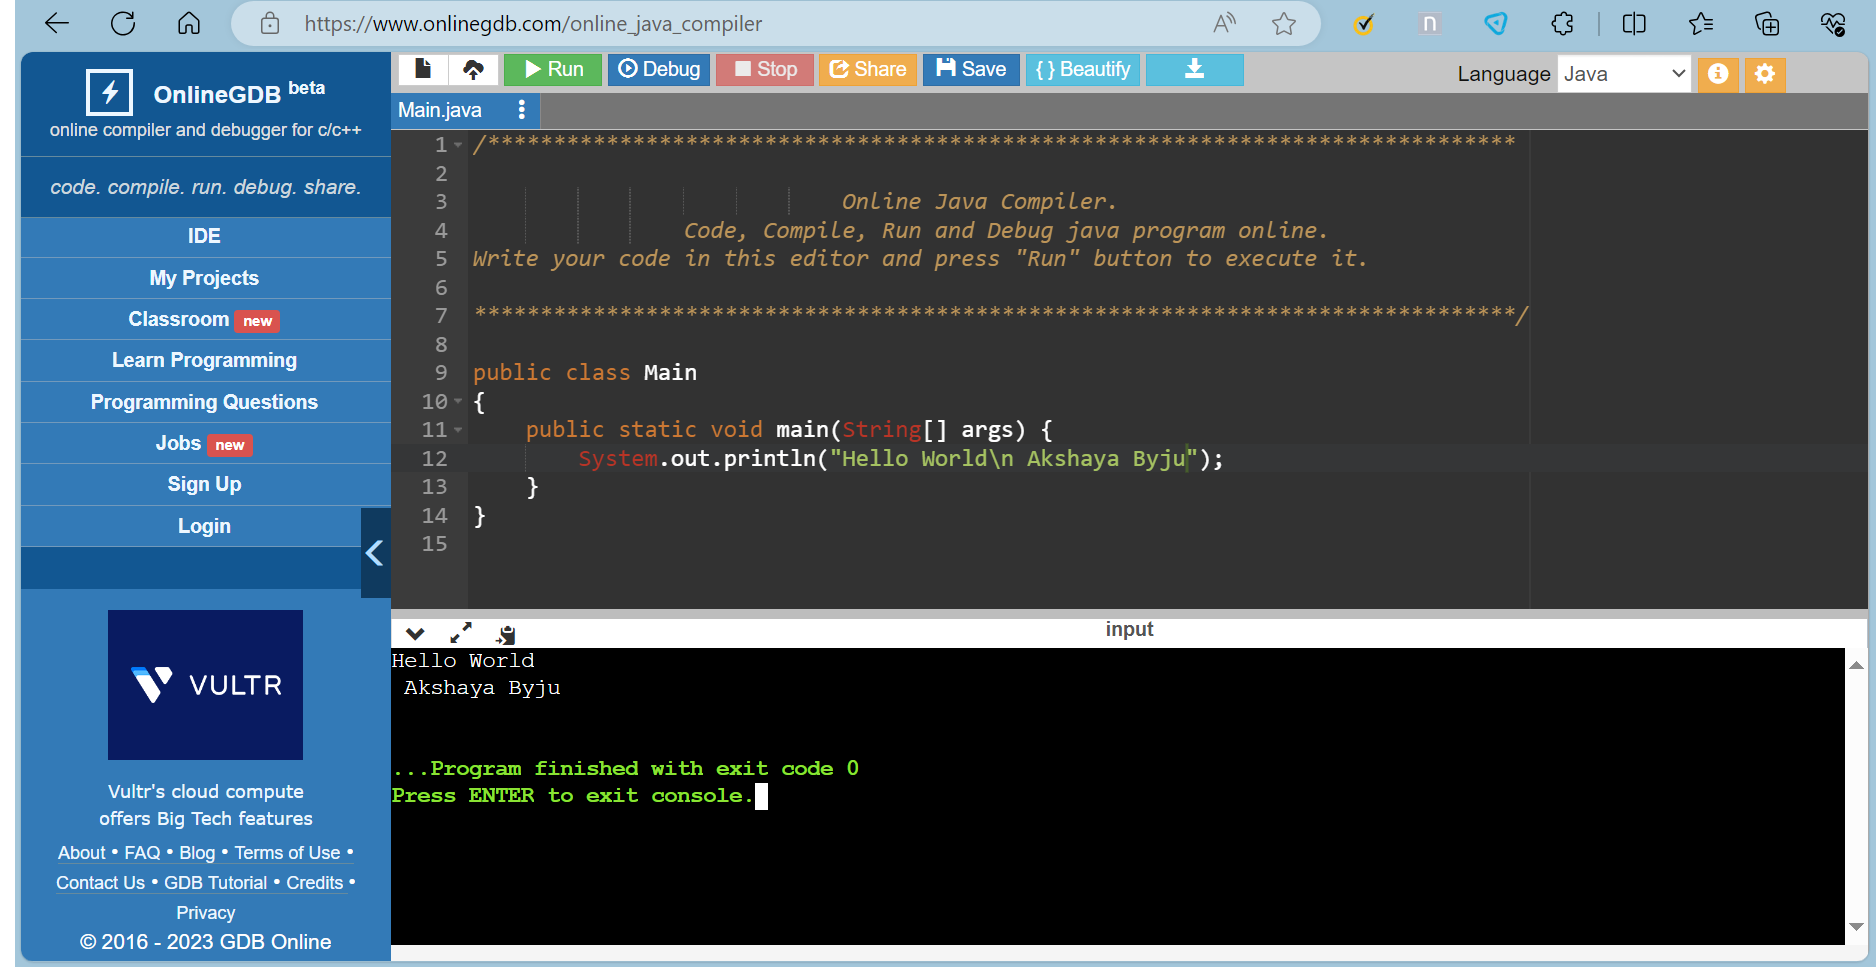 https://www.onlinegdb.com/online_java_compiler
OnlineGDB beta
online compiler and debugger for c/c++
code. compile. run. debug. share.
IDE
My Projects
Classroom new
Learn Programming
Programming Questions
Jobs new
Sign Up
Login
VULTR
Vultr's cloud compute
offers Big Tech features
About • FAQ • Blog • Terms of Use •
Contact Us • GDB Tutorial • Credits •
Privacy
© 2016 - 2023 GDB Online
Run Debug Stop Share Save { } Beautify
Language Java
Main.java
1 /******************************************************************************
2
3 Online Java Compiler.
4 Code, Compile, Run and Debug java program online.
5 Write your code in this editor and press "Run" button to execute it.
6
7 *******************************************************************************/
8
9 public class Main
10 {
11 public static void main(String[] args) {
12 System.out.println("Hello World\n Akshaya Byju");
13 }
14 }
15
input
Hello World
Akshaya Byju
...Program finished with exit code 0
Press ENTER to exit console.